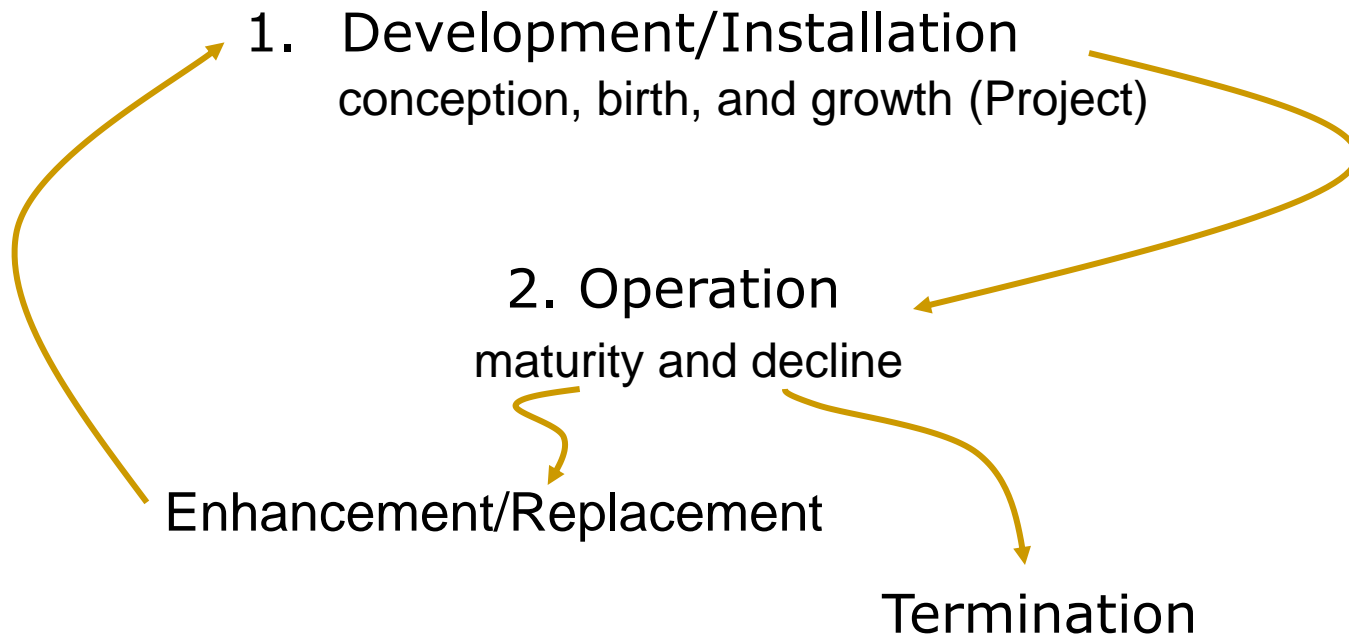 1. Development/Installation
conception, birth, and growth (Project)
2. Operation
maturity and decline
Enhancement/Replacement
Termination